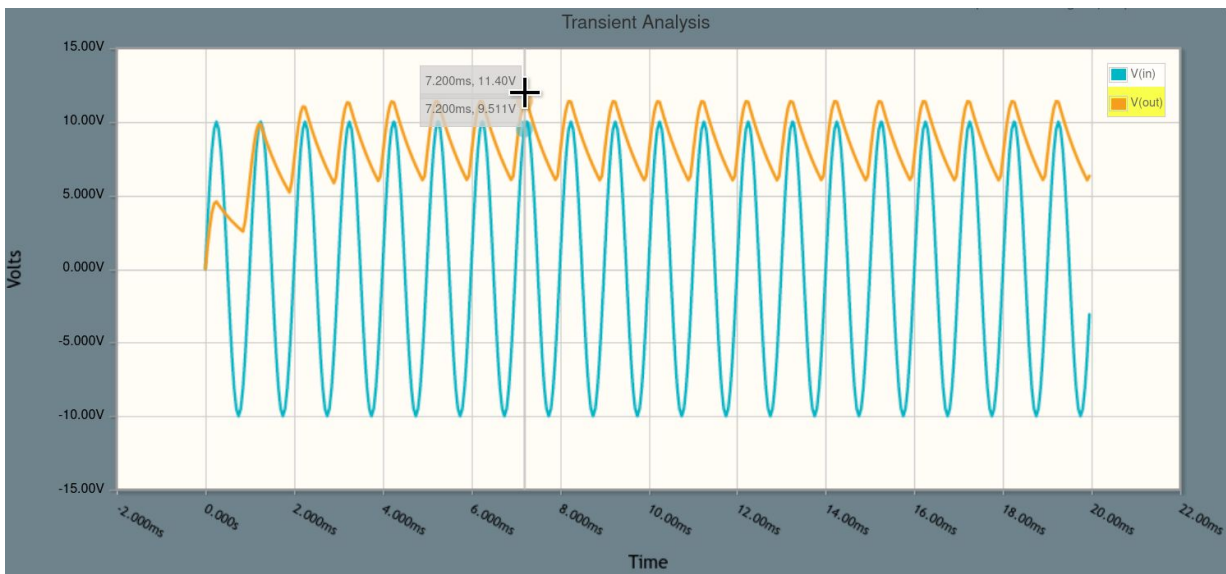 Transient Analysis
15.00V
10.00V
5.000V
0.000V
-5.000V
-10.00V
-15.00V
Volts
7.200ms, 11.40V
7.200ms, 9.511V
V(in)
V(out)
-2.000ms
0.000s
2.000ms
4.000ms
6.000ms
8.000ms
10.00ms
12.00ms
14.00ms
16.00ms
18.00ms
20.00ms
22.00ms
Time